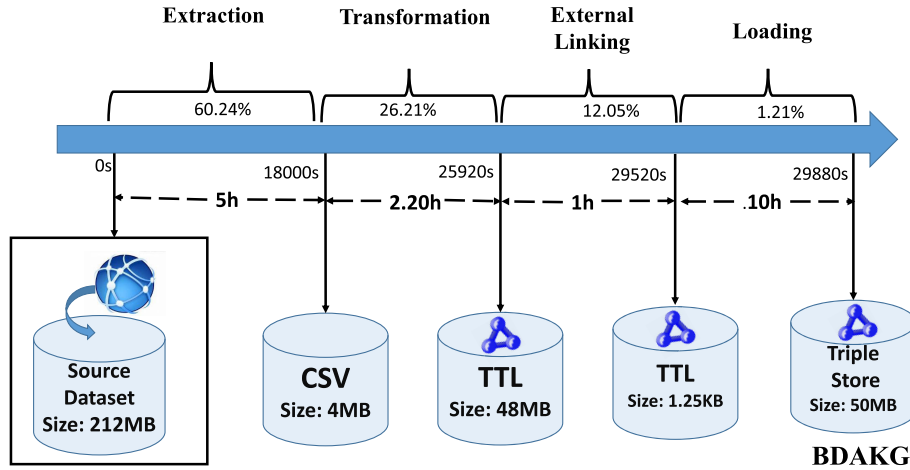 Extraction
Transformation
External
Linking
Loading
60.24%
26.21%
12.05%
1.21%
0s
18000s
25920s
29520s
29880s
5h
2.20h
1h
.10h
Source
Dataset
Size: 212MB
CSV
Size: 4MB
TTL
Size: 48MB
TTL
Size: 1.25KB
Triple
Store
Size: 50MB
BDAKG